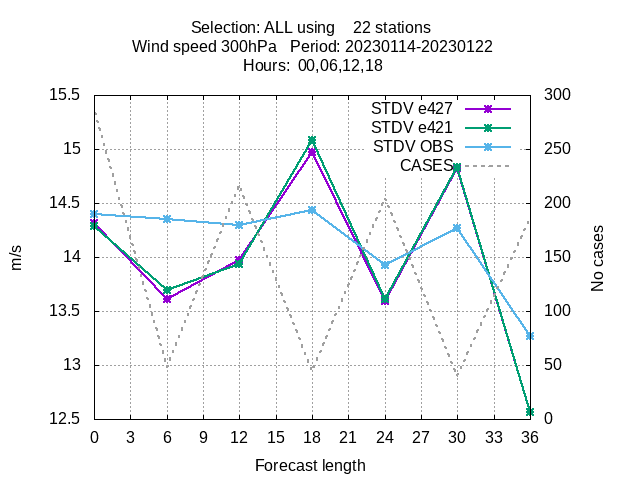 Selection: ALL using    22 stations
Wind speed 300hPa   Period: 20230114-20230122
Hours:  00,06,12,18
15.5
15
14.5
14
13.5
13
12.5
m/s
STDV e427
STDV e421
STDV OBS
CASES
300
250
200
150
100
50
0
No cases
0 3 6 9 12 15 18 21 24 27 30 33 36
Forecast length